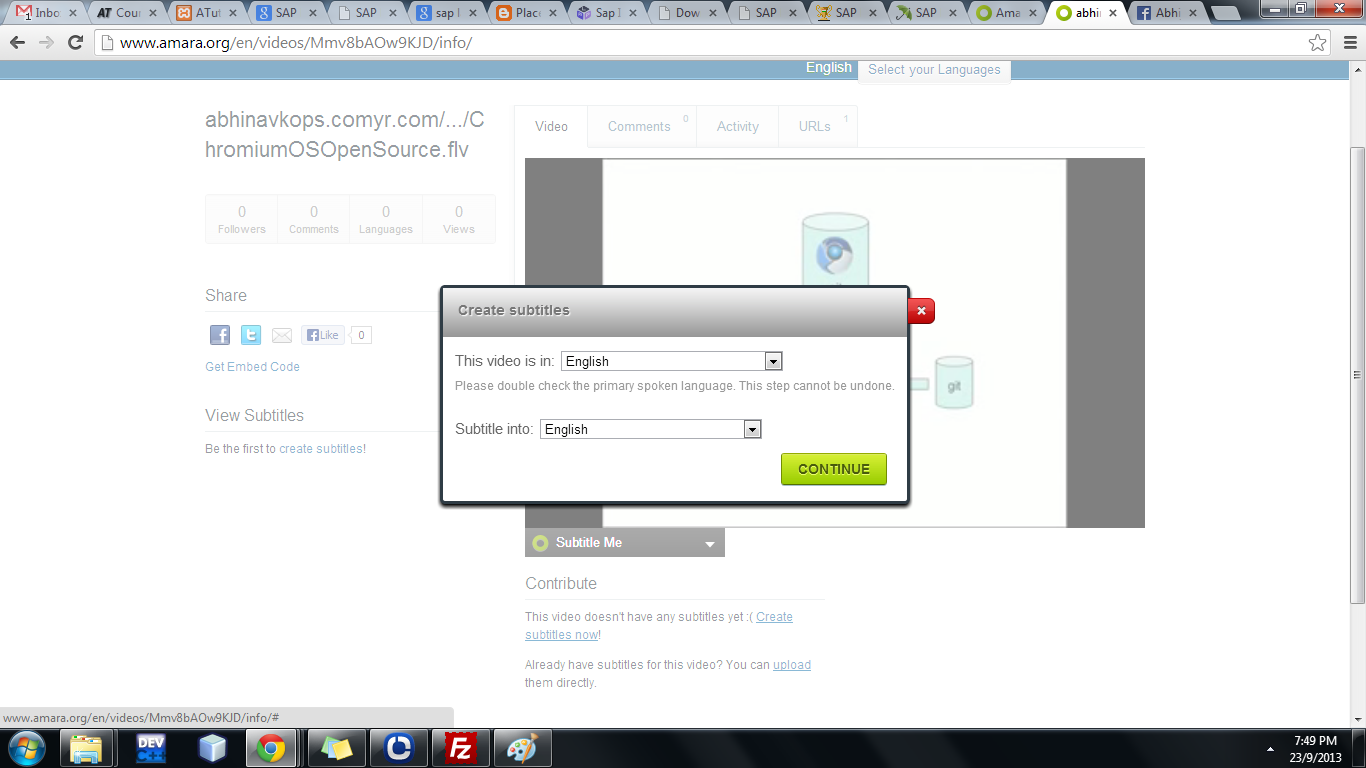 1 Inbo
AT Cour
ATut
SAP
SAP
sap l
Place
Sap I
Dow
SAP
SAP
SAP
Ama
abhi
Abhi
www.amara.org/en/videos/Mmv8bAOw9KJD/info/
English Select your Languages
abhinavkops.comyr.com/.../C
hromiumOSOpenSource.flv
Video Comments 0 Activity URLs 1
0 0 0 0
Followers Comments Languages Views
Share
Like 0
Get Embed Code
View Subtitles
Be the first to create subtitles!
Create subtitles
This video is in: English
Please double check the primary spoken language. This step cannot be undone.
Subtitle into: English
CONTINUE
git
Subtitle Me
Contribute
This video doesn't have any subtitles yet :( Create
subtitles now!
Already have subtitles for this video? You can upload
them directly.
www.amara.org/en/videos/Mmv8bAOw9KJD/info/#
DEV
C++
FZ
7:49 PM
23/9/2013